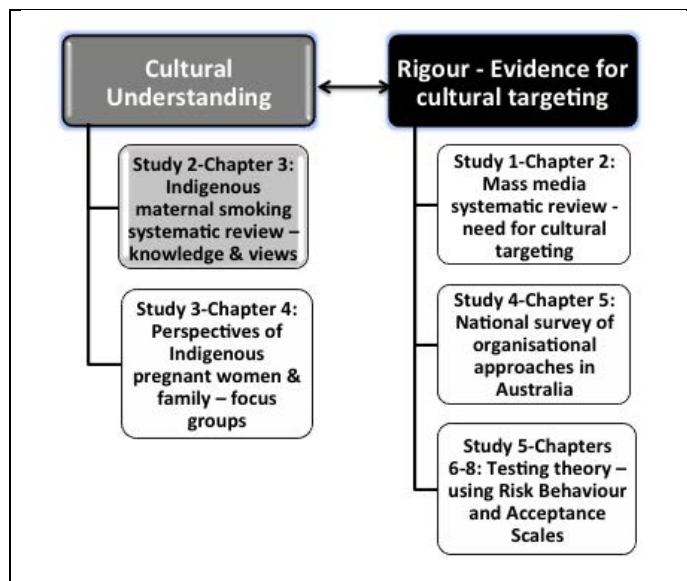 Cultural
Understanding
Rigour - Evidence for
cultural targeting
Study 2-Chapter 3:
Indigenous
maternal smoking
systematic review –
knowledge & views
Study 3-Chapter 4:
Perspectives of
Indigenous
pregnant women &
family – focus
groups
Study 1-Chapter 2:
Mass media
systematic review -
need for cultural
targeting
Study 4-Chapter 5:
National survey of
organisational
approaches in
Australia
Study 5-Chapters
6-8: Testing theory –
using Risk Behaviour
and Acceptance
Scales